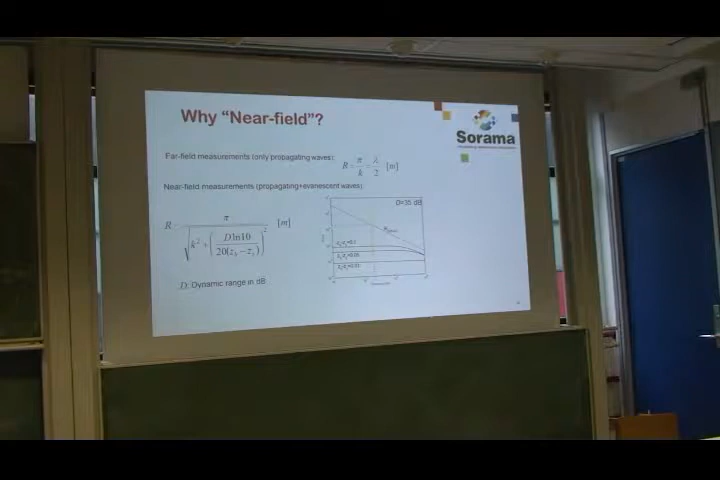 Why "Near-field"?
Sorama
Far-field measurements (only propagating waves)
R = π/k = λ/2 [m]
Near-field measurements (propagating+evanescent waves)
D=35 dB
R = π / √(k² + (D ln10 / 20(z_h − z_s))²) [m]
D: Dynamic range in dB